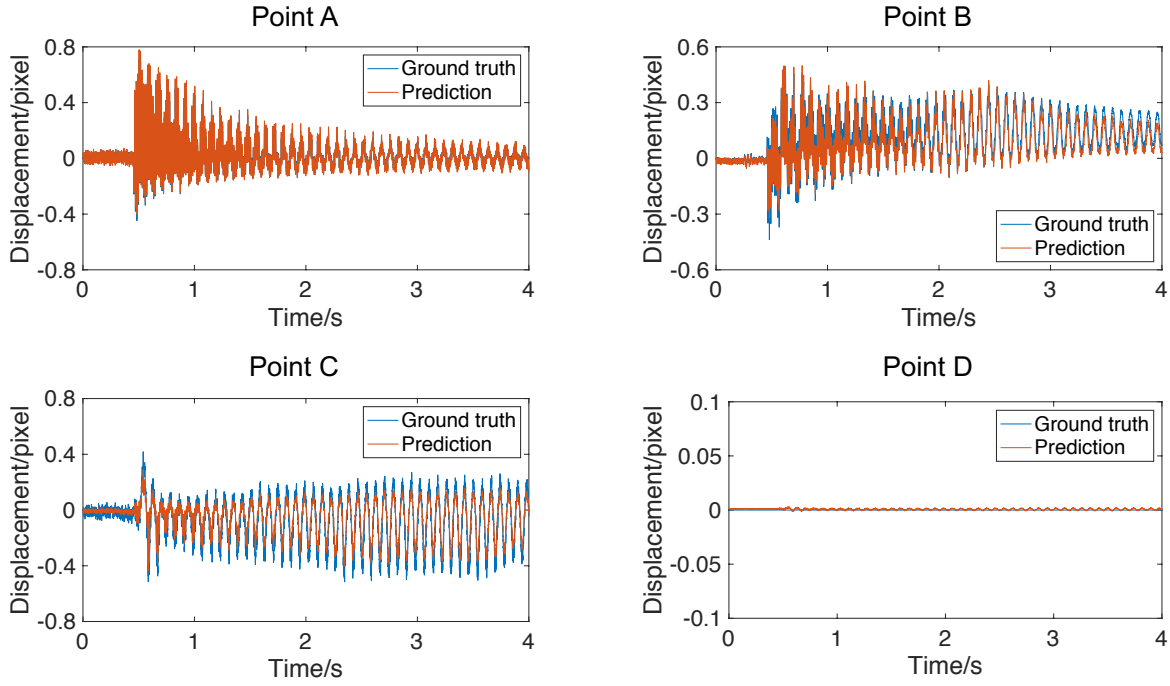 Point A
Displacement/pixel
0.8
0.4
0
-0.4
-0.8
Ground truth
Prediction
0 1 2 3 4
Time/s
Point B
Displacement/pixel
0.6
0.3
0
-0.3
-0.6
Ground truth
Prediction
0 1 2 3 4
Time/s
Point C
Displacement/pixel
0.8
0.4
0
-0.4
-0.8
Ground truth
Prediction
0 1 2 3 4
Time/s
Point D
Displacement/pixel
0.1
0.05
0
-0.05
-0.1
Ground truth
Prediction
0 1 2 3 4
Time/s